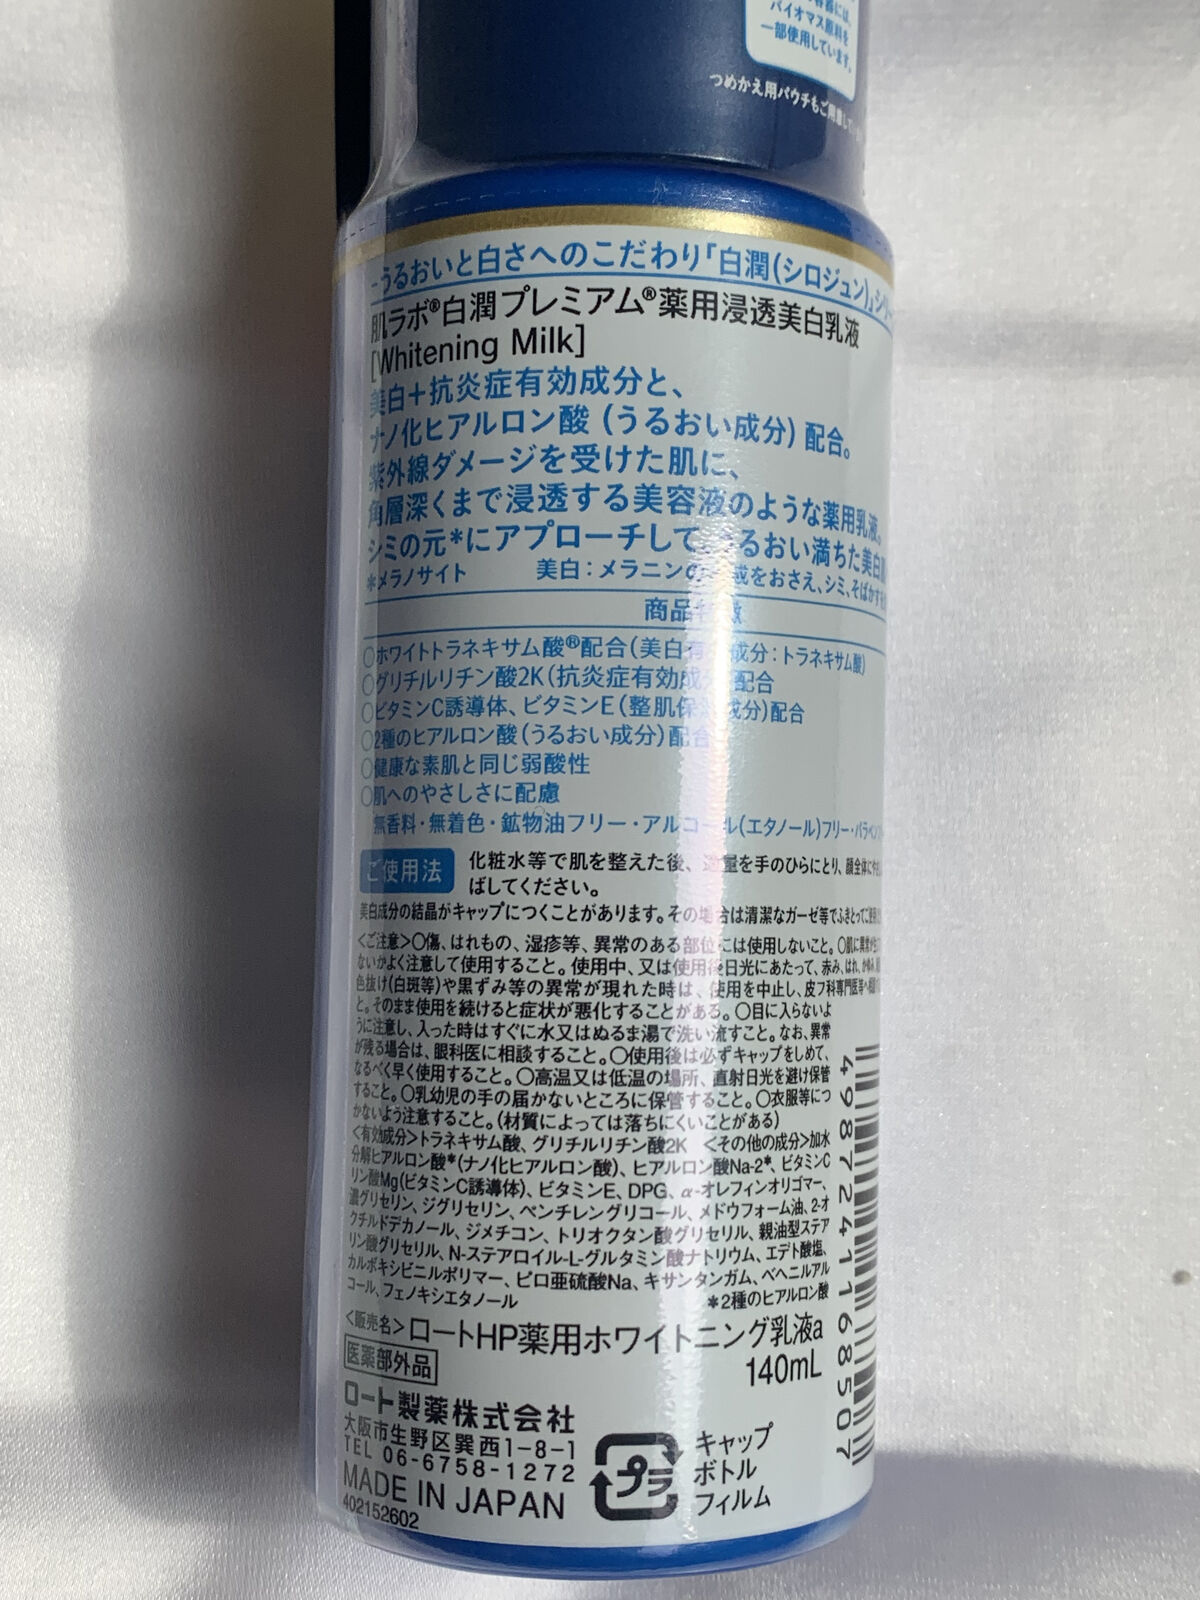 容器には、
バイオマス原料を
一部使用しています。
つめかえ用パウチもご用意して
うるおいと白さへのこだわり「白潤(シロジュン)」シリー
肌ラボ®白潤プレミアム®薬用浸透美白乳液
[Whitening Milk]
美白+抗炎症有効成分と、
ナノ化ヒアルロン酸(うるおい成分)配合。
紫外線ダメージを受けた肌に、
角層深くまで浸透する美容液のような薬用乳液。
シミの元*にアプローチして、うるおい満ちた美白肌
*メラノサイト 美白:メラニンの生成をおさえ、シミ、そばかすを
商品特徴
○ホワイトトラネキサム酸®配合(美白有効成分:トラネキサム酸)
○グリチルリチン酸2K(抗炎症有効成分)配合
○ビタミンC誘導体、ビタミンE(整肌保湿成分)配合
○2種のヒアルロン酸(うるおい成分)配合
○健康な素肌と同じ弱酸性
○肌へのやさしさに配慮
無香料・無着色・鉱物油フリー・アルコール(エタノール)フリー・パラベン
ご使用法 化粧水等で肌を整えた後、適量を手のひらにとり、顔全体に
ばしてください。
美白成分の結晶がキャップにつくことがあります。その場合は清潔なガーゼ等でふきとって
<ご注意>○傷、はれもの、湿疹等、異常のある部位には使用しないこと。○肌に異常が
ないかよく注意して使用すること。使用中、又は使用後日光にあたって、赤み、はれ、かゆみ、
色抜け(白斑等)や黒ずみ等の異常が現れた時は、使用を中止し、皮フ科専門医等へ
と。そのまま使用を続けると症状が悪化することがある。○目に入らないよ
うに注意し、入った時はすぐに水又はぬるま湯で洗い流すこと。なお、異常
が残る場合は、眼科医に相談すること。○使用後は必ずキャップをしめて、
なるべく早く使用すること。○高温又は低温の場所、直射日光を避け保管
すること。○乳幼児の手の届かないところに保管すること。○衣服等につ
かないよう注意すること。(材質によっては落ちにくいことがある)
<有効成分>トラネキサム酸、グリチルリチン酸2K <その他の成分>加水
分解ヒアルロン酸*(ナノ化ヒアルロン酸)、ヒアルロン酸Na-2*、ビタミンC
リン酸Mg(ビタミンC誘導体)、ビタミンE、DPG、α-オレフィンオリゴマー、
濃グリセリン、ジグリセリン、ペンチレングリコール、メドウフォーム油、2-オ
クチルドデカノール、ジメチコン、トリオクタン酸グリセリル、親油型ステア
リン酸グリセリル、N-ステアロイル-L-グルタミン酸ナトリウム、エデト酸塩、
カルボキシビニルポリマー、ピロ亜硫酸Na、キサンタンガム、ベヘニルアル
コール、フェノキシエタノール *2種のヒアルロン酸
<販売名>ロートHP薬用ホワイトニング乳液a
医薬部外品 140mL
ロート製薬株式会社
大阪市生野区巽西1-8-1
TEL 06-6758-1272
MADE IN JAPAN
402152602
プラ
キャップ
ボトル
フィルム
4987241168507